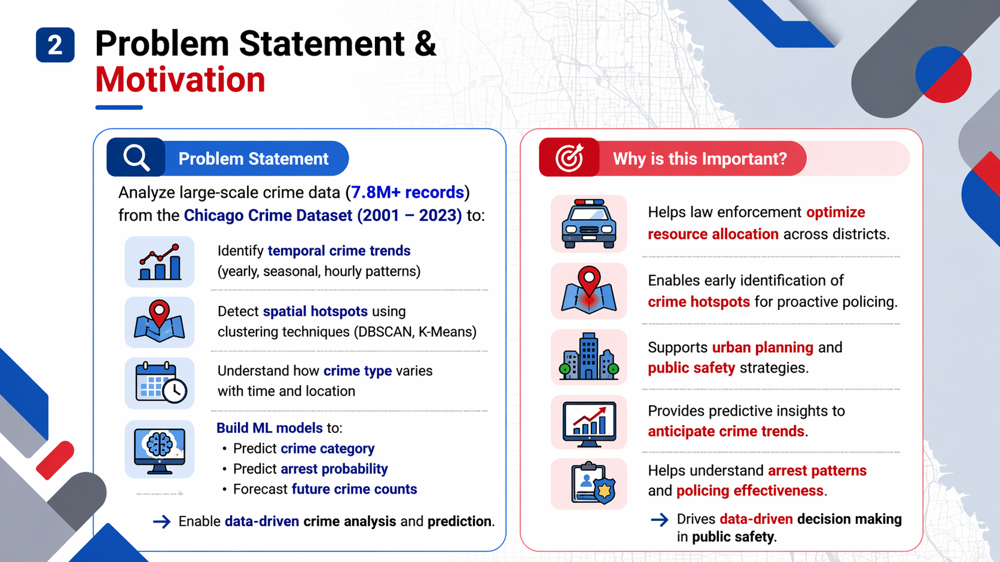 2
Problem Statement &
Motivation
Problem Statement
Analyze large-scale crime data (7.8M+ records)
from the Chicago Crime Dataset (2001 – 2023) to:
Identify temporal crime trends
(yearly, seasonal, hourly patterns)
Detect spatial hotspots using
clustering techniques (DBSCAN, K-Means)
Understand how crime type varies
with time and location
Build ML models to:
• Predict crime category
• Predict arrest probability
• Forecast future crime counts
→ Enable data-driven crime analysis and prediction.
Why is this Important?
Helps law enforcement optimize
resource allocation across districts.
Enables early identification of
crime hotspots for proactive policing.
Supports urban planning and
public safety strategies.
Provides predictive insights to
anticipate crime trends.
Helps understand arrest patterns
and policing effectiveness.
→ Drives data-driven decision making
in public safety.